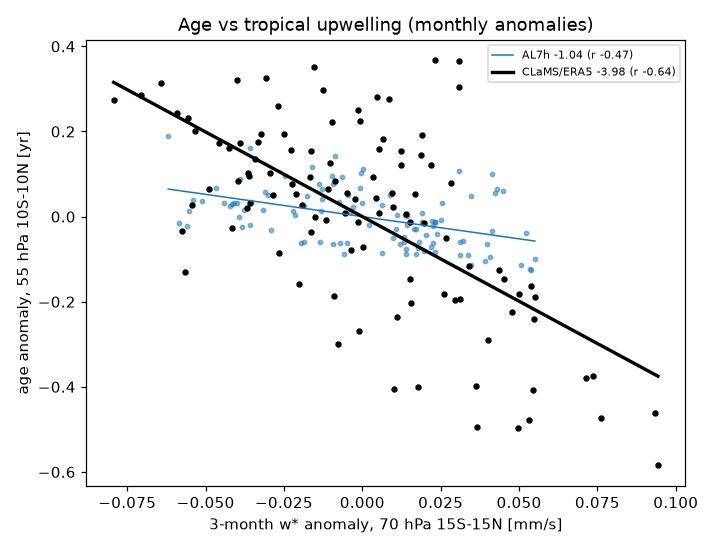 Age vs tropical upwelling (monthly anomalies)
AL7h -1.04 (r -0.47)
CLaMS/ERA5 -3.98 (r -0.64)
age anomaly, 55 hPa 10S-10N [yr]
0.4
0.2
0.0
−0.2
−0.4
−0.6
−0.075 −0.050 −0.025 0.000 0.025 0.050 0.075 0.100
3-month w* anomaly, 70 hPa 15S-15N [mm/s]